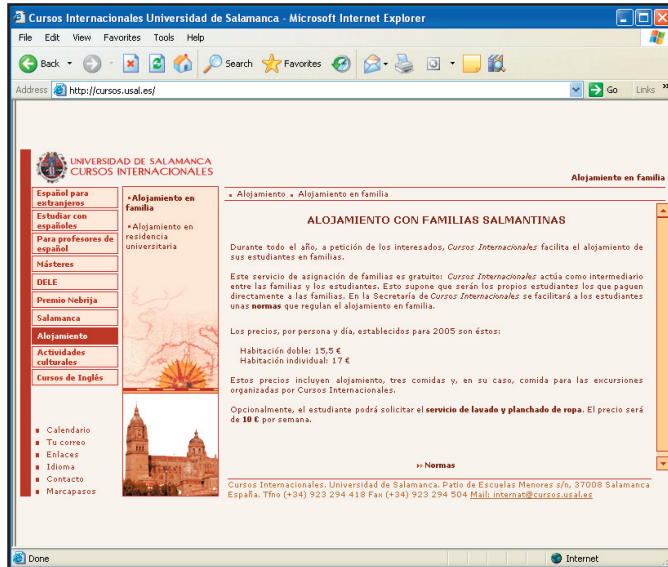 Cursos Internacionales Universidad de Salamanca - Microsoft Internet Explorer
File Edit View Favorites Tools Help
Back Search Favorites
Address http://cursos.usal.es/ Go Links »
UNIVERSIDAD DE SALAMANCA
CURSOS INTERNACIONALES
Alojamiento en familia
Español para
extranjeros
Estudiar con
españoles
Para profesores de
español
Másteres
DELE
Premio Nebrija
Salamanca
Alojamiento
Actividades
culturales
Cursos de Inglés
Calendario
Tu correo
Enlaces
Idioma
Contacto
Marcapasos
•Alojamiento en
familia
•Alojamiento en
residencia
universitaria
Alojamiento Alojamiento en familia
ALOJAMIENTO CON FAMILIAS SALMANTINAS
Durante todo el año, a petición de los interesados, Cursos Internacionales facilita el alojamiento de
sus estudiantes en familias.
Este servicio de asignación de familias es gratuito: Cursos Internacionales actúa como intermediario
entre las familias y los estudiantes. Esto supone que serán los propios estudiantes los que paguen
directamente a las familias. En la Secretaría de Cursos Internacionales se facilitará a los estudiantes
unas normas que regulan el alojamiento en familia.
Los precios, por persona y día, establecidos para 2005 son éstos:
Habitación doble: 15,5 €
Habitación individual: 17 €
Estos precios incluyen alojamiento, tres comidas y, en su caso, comida para las excursiones
organizadas por Cursos Internacionales.
Opcionalmente, el estudiante podrá solicitar el servicio de lavado y planchado de ropa. El precio será
de 10 € por semana.
»» Normas
Cursos Internacionales. Universidad de Salamanca. Patio de Escuelas Menores s/n, 37008 Salamanca
España. Tfno (+34) 923 294 418 Fax (+34) 923 294 504 Mail: internat@cursos.usal.es
Done Internet